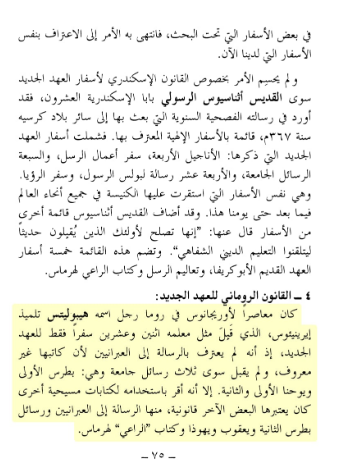 في بعض الأسفار التي تحت البحث، فانتهى به الأمر إلى الاعتراف بنفس
الأسفار التي لدينا الآن.
ولم يحسم الأمر بخصوص القانون الإسكندري لأسفار العهد الجديد
سوى القديس أثناسيوس الرسولي بابا الإسكندرية العشرون، فقد
أورد في رسالته الفصحية السنوية التي بعث بها إلى سائر بلاد كرسيه
سنة ٣٦٧م، قائمة بالأسفار الإلهية المعترف بها. فشملت أسفار العهد
الجديد التي ذكرها: الأناجيل الأربعة، سفر أعمال الرسل، والسبعة
الرسائل الجامعة، والأربعة عشر رسالة لبولس الرسول، وسفر الرؤيا.
وهي نفس الأسفار التي استقرت عليها الكنيسة في جميع أنحاء العالم
فيما بعد حتى يومنا هذا. وقد أضاف القديس أثناسيوس قائمة أخرى
من الأسفار قال عنها: ”إنها تصلح لأولئك الذين يُقبلون حديثاً
ليتلقنوا التعليم الديني الشفاهي“. وتضم هذه القائمة خمسة أسفار
العهد القديم الأبوكريفا، وتعاليم الرسل وكتاب الراعي لهرماس.
٤ ــ القانون الروماني للعهد الجديد:
كان معاصراً لأوريجانوس في روما رجل اسمه هيبوليتس تلميذ
إيرينيئوس، الذي قَبِلَ مثل معلمه اثنين وعشرين سفراً فقط للعهد
الجديد، إذ أنه لم يعترف بالرسالة إلى العبرانيين لأن كاتبها غير
معروف، ولم يقبل سوى ثلاث رسائل جامعة وهي: بطرس الأولى
ويوحنا الأولى والثانية. إلا أنه أقر باستخدامه لكتابات مسيحية أخرى
كان يعتبرها البعض الآخر قانونية، منها الرسالة إلى العبرانيين ورسائل
بطرس الثانية ويعقوب ويهوذا وكتاب ”الراعي“ لهرماس.
ــ ٧٥ ــ